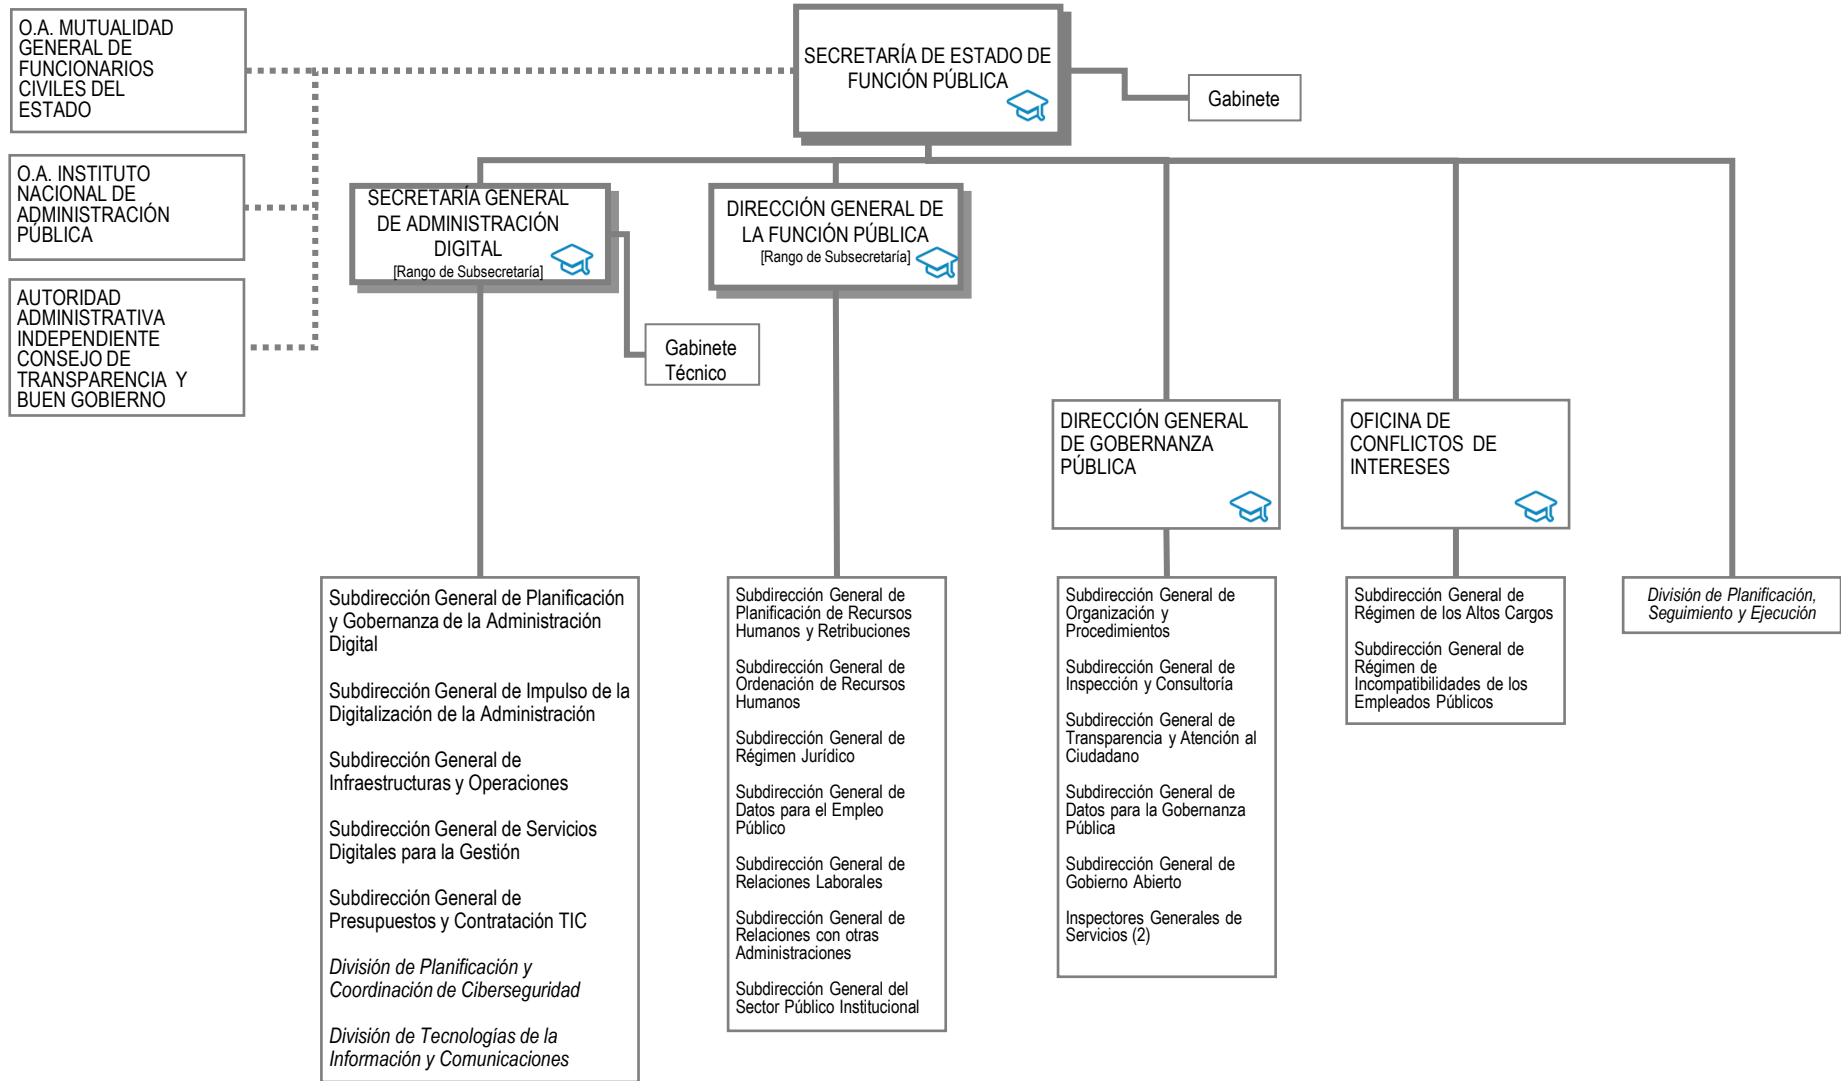 O.A. MUTUALIDAD
GENERAL DE
FUNCIONARIOS
CIVILES DEL
ESTADO
SECRETARÍA DE ESTADO DE
FUNCIÓN PÚBLICA
Gabinete
O.A. INSTITUTO
NACIONAL DE
ADMINISTRACIÓN
PÚBLICA
AUTORIDAD
ADMINISTRATIVA
INDEPENDIENTE
CONSEJO DE
TRANSPARENCIA Y
BUEN GOBIERNO
SECRETARÍA GENERAL
DE ADMINISTRACIÓN
DIGITAL
[Rango de Subsecretaría]
Gabinete
Técnico
DIRECCIÓN GENERAL DE
LA FUNCIÓN PÚBLICA
[Rango de Subsecretaría]
DIRECCIÓN GENERAL
DE GOBERNANZA
PÚBLICA
OFICINA DE
CONFLICTOS DE
INTERESES
Subdirección General de Planificación
y Gobernanza de la Administración
Digital
Subdirección General de Impulso de la
Digitalización de la Administración
Subdirección General de
Infraestructuras y Operaciones
Subdirección General de Servicios
Digitales para la Gestión
Subdirección General de
Presupuestos y Contratación TIC
División de Planificación y
Coordinación de Ciberseguridad
División de Tecnologías de la
Información y Comunicaciones
Subdirección General de
Planificación de Recursos
Humanos y Retribuciones
Subdirección General de
Ordenación de Recursos
Humanos
Subdirección General de
Régimen Jurídico
Subdirección General de
Datos para el Empleo
Público
Subdirección General de
Relaciones Laborales
Subdirección General de
Relaciones con otras
Administraciones
Subdirección General del
Sector Público Institucional
Subdirección General de
Organización y
Procedimientos
Subdirección General de
Inspección y Consultoría
Subdirección General de
Transparencia y Atención al
Ciudadano
Subdirección General de
Datos para la Gobernanza
Pública
Subdirección General de
Gobierno Abierto
Inspectores Generales de
Servicios (2)
Subdirección General de
Régimen de los Altos Cargos
Subdirección General de
Régimen de
Incompatibilidades de los
Empleados Públicos
División de Planificación,
Seguimiento y Ejecución